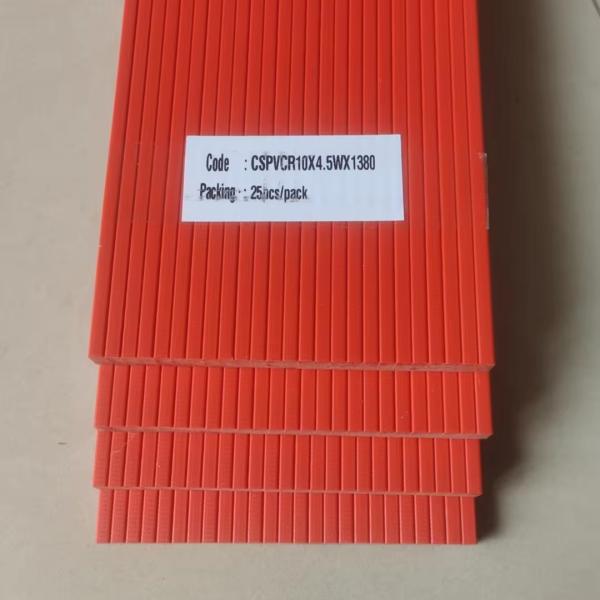 Code : CSPVCR10X4.5WX1380
Packing : 25pcs/pack